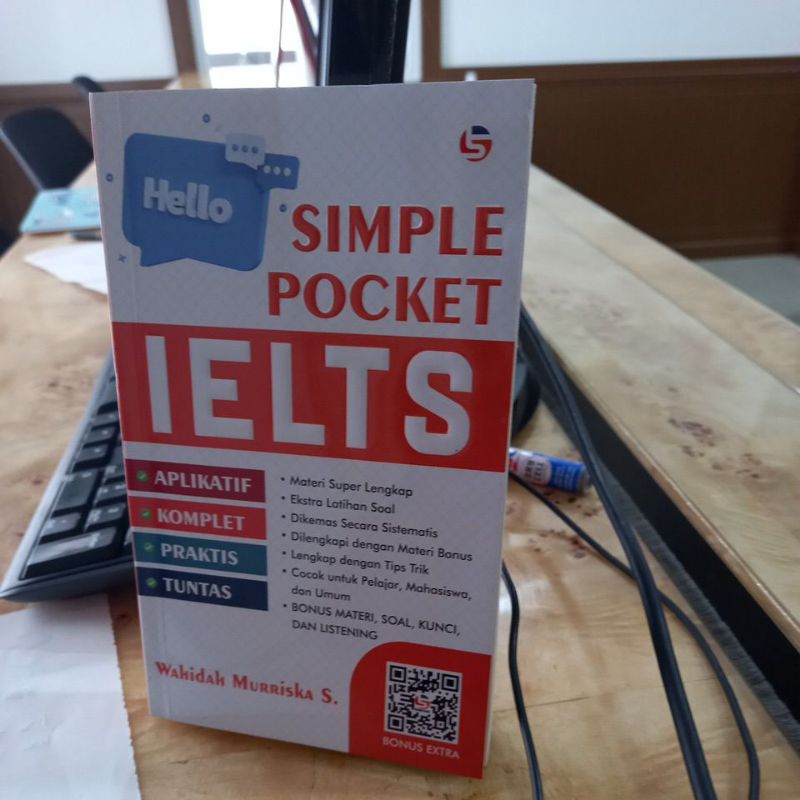 Hello
SIMPLE
POCKET
IELTS
APLIKATIF
KOMPLET
PRAKTIS
TUNTAS
• Materi Super Lengkap
• Ekstra Latihan Soal
• Dikemas Secara Sistematis
• Dilengkapi dengan Materi Bonus
• Lengkap dengan Tips Trik
• Cocok untuk Pelajar, Mahasiswa,
dan Umum
• BONUS MATERI, SOAL, KUNCI,
DAN LISTENING
Wahidah Murriska S.
BONUS EXTRA